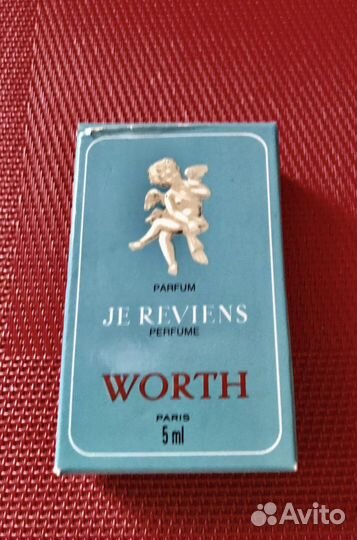 PARFUM
JE REVIENS
PERFUME
WORTH
PARIS
5 ml
Avito